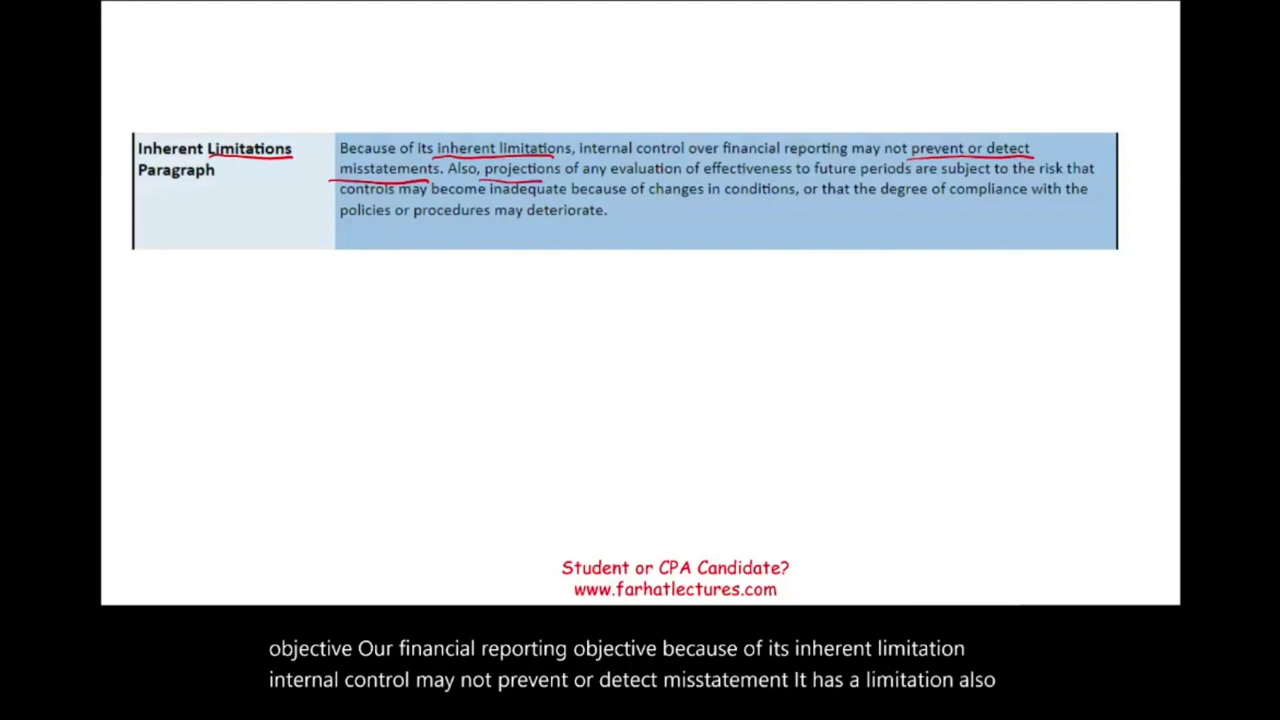 Inherent Limitations
Paragraph
Because of its inherent limitations, internal control over financial reporting may not prevent or detect
misstatements. Also, projections of any evaluation of effectiveness to future periods are subject to the risk that
controls may become inadequate because of changes in conditions, or that the degree of compliance with the
policies or procedures may deteriorate.
Student or CPA Candidate?
www.farhatlectures.com
objective Our financial reporting objective because of its inherent limitation
internal control may not prevent or detect misstatement It has a limitation also